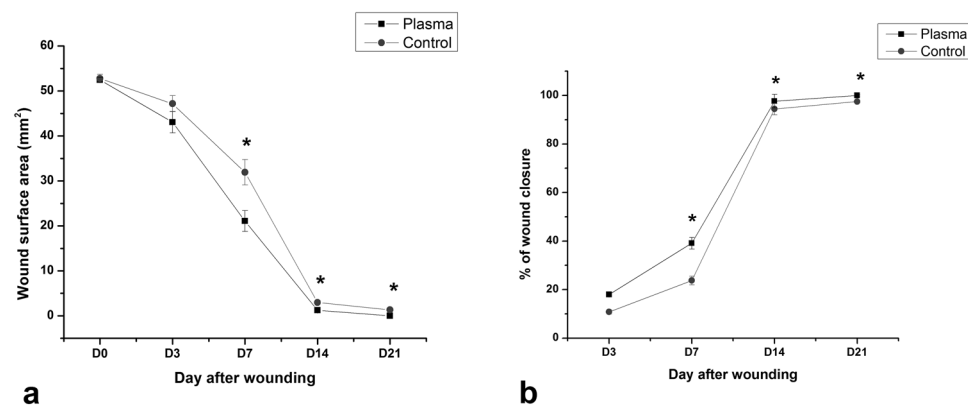 Plasma
Control
60
50
40
30
20
10
0
Wound surface area (mm²)
*
*
*
D0 D3 D7 D14 D21
Day after wounding
a
Plasma
Control
100
80
60
40
20
0
% of wound closure
*
*
*
D3 D7 D14 D21
Day after wounding
b